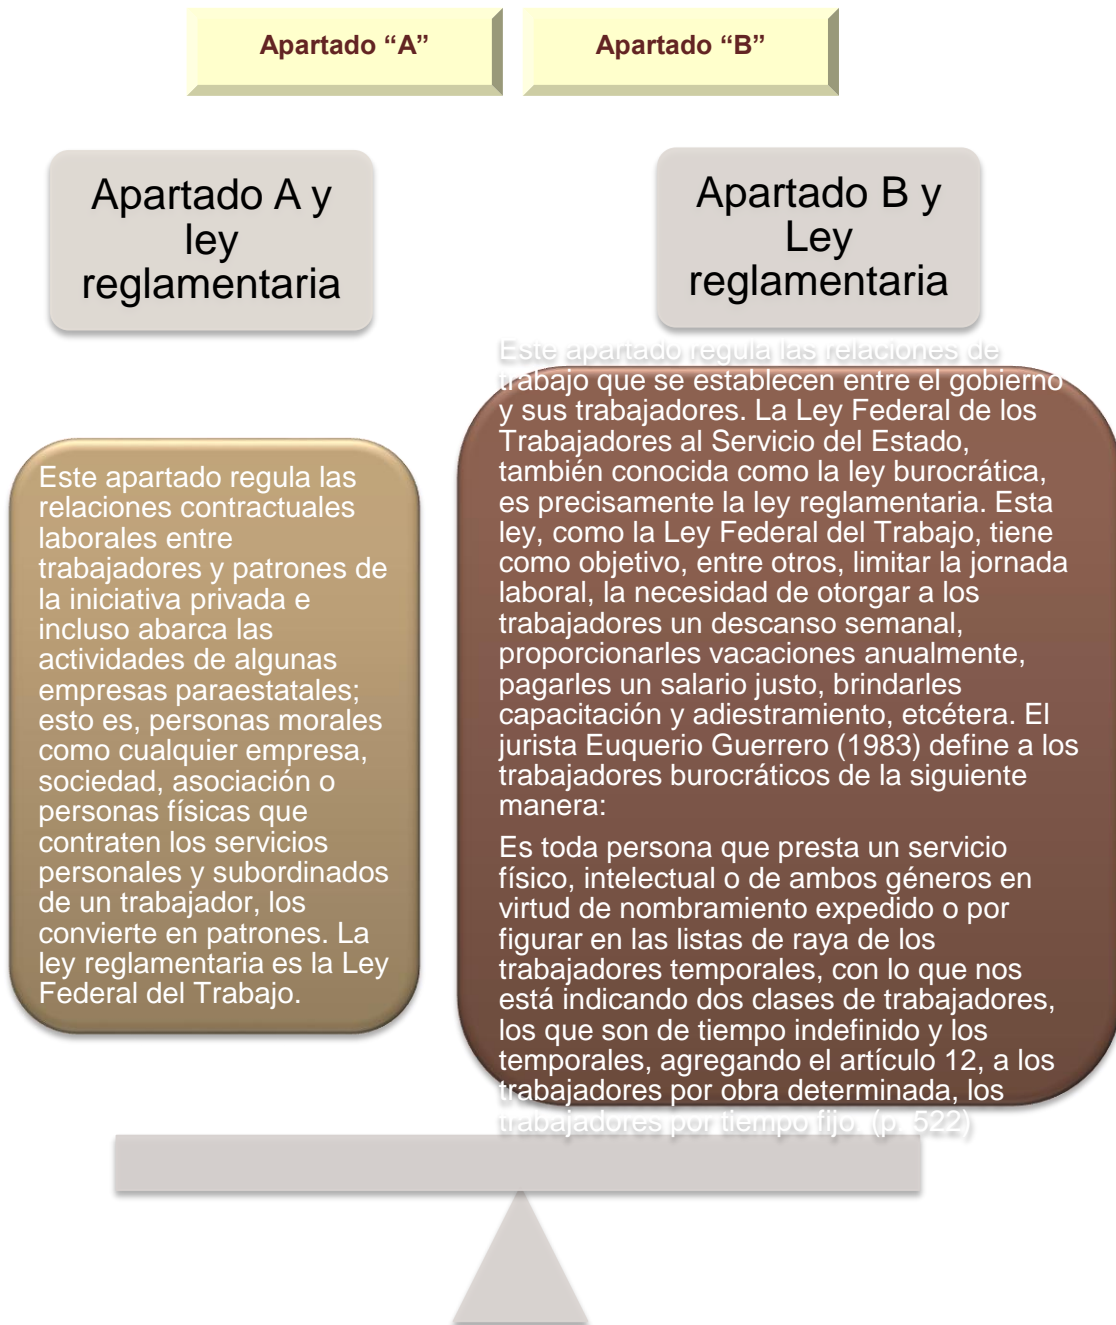 Apartado “A”
Apartado “B”
Apartado A y
ley
reglamentaria
Apartado B y
Ley
reglamentaria
Este apartado regula las
relaciones contractuales
laborales entre
trabajadores y patrones de
la iniciativa privada e
incluso abarca las
actividades de algunas
empresas paraestatales;
esto es, personas morales
como cualquier empresa,
sociedad, asociación o
personas físicas que
contraten los servicios
personales y subordinados
de un trabajador, los
convierte en patrones. La
ley reglamentaria es la Ley
Federal del Trabajo.
Este apartado regula las relaciones de
trabajo que se establecen entre el gobierno
y sus trabajadores. La Ley Federal de los
Trabajadores al Servicio del Estado,
también conocida como la ley burocrática,
es precisamente la ley reglamentaria. Esta
ley, como la Ley Federal del Trabajo, tiene
como objetivo, entre otros, limitar la jornada
laboral, la necesidad de otorgar a los
trabajadores un descanso semanal,
proporcionarles vacaciones anualmente,
pagarles un salario justo, brindarles
capacitación y adiestramiento, etcétera. El
jurista Euquerio Guerrero (1983) define a los
trabajadores burocráticos de la siguiente
manera:
Es toda persona que presta un servicio
físico, intelectual o de ambos géneros en
virtud de nombramiento expedido o por
figurar en las listas de raya de los
trabajadores temporales, con lo que nos
está indicando dos clases de trabajadores,
los que son de tiempo indefinido y los
temporales, agregando el artículo 12, a los
trabajadores por obra determinada, los
trabajadores por tiempo fijo. (p. 522)